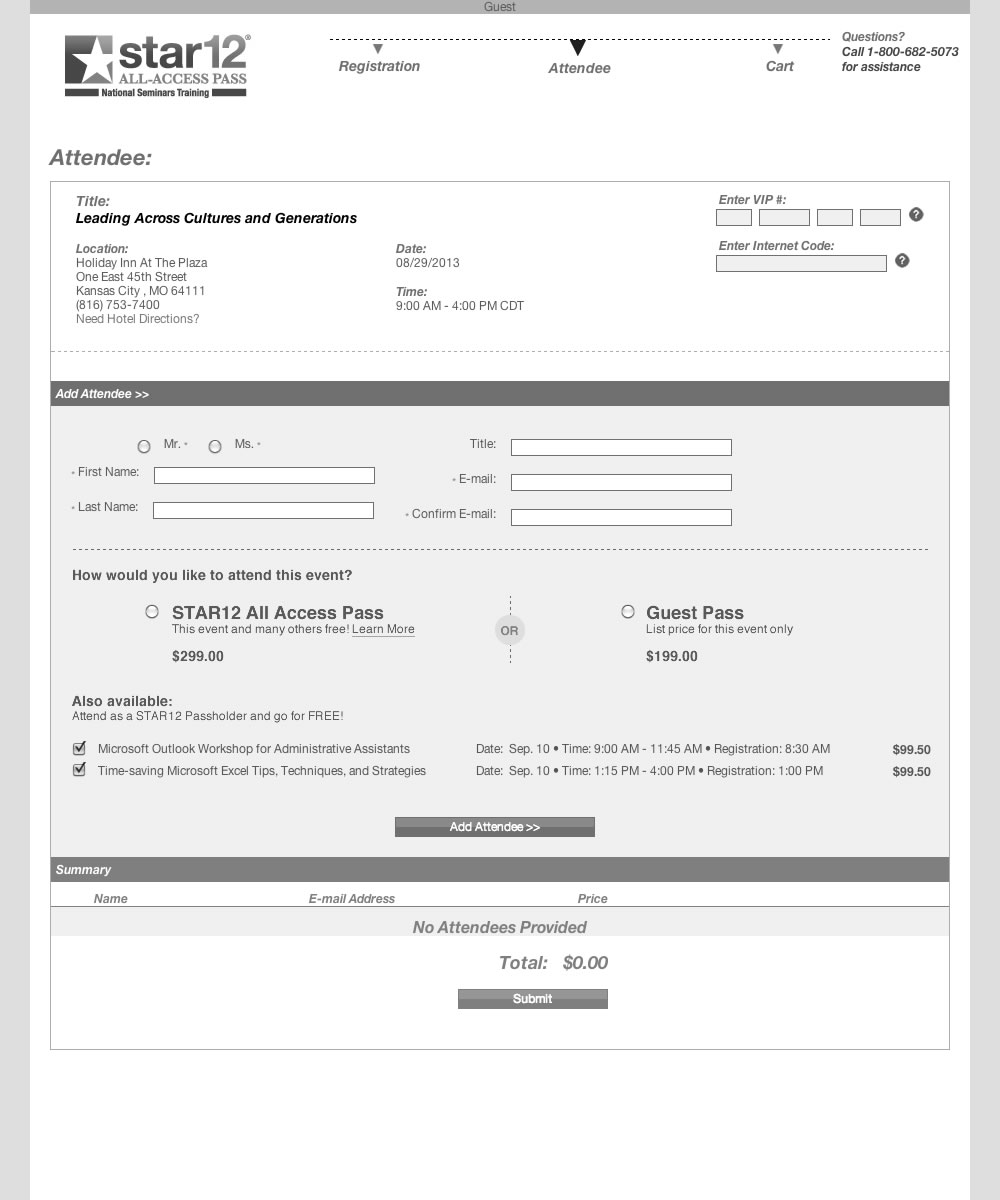 Guest
star12®
ALL-ACCESS PASS
National Seminars Training
Registration
Attendee
Cart
Questions?
Call 1-800-682-5073
for assistance
Attendee:
Title:
Leading Across Cultures and Generations
Location:
Holiday Inn At The Plaza
One East 45th Street
Kansas City , MO 64111
(816) 753-7400
Need Hotel Directions?
Date:
08/29/2013
Time:
9:00 AM - 4:00 PM CDT
Enter VIP #:
?
Enter Internet Code:
?
Add Attendee >>
Mr. * Ms. *
* First Name:
* Last Name:
Title:
* E-mail:
* Confirm E-mail:
How would you like to attend this event?
STAR12 All Access Pass
This event and many others free! Learn More
$299.00
OR
Guest Pass
List price for this event only
$199.00
Also available:
Attend as a STAR12 Passholder and go for FREE!
Microsoft Outlook Workshop for Administrative Assistants Date: Sep. 10 • Time: 9:00 AM - 11:45 AM • Registration: 8:30 AM $99.50
Time-saving Microsoft Excel Tips, Techniques, and Strategies Date: Sep. 10 • Time: 1:15 PM - 4:00 PM • Registration: 1:00 PM $99.50
Add Attendee >>
Summary
Name E-mail Address Price
No Attendees Provided
Total: $0.00
Submit